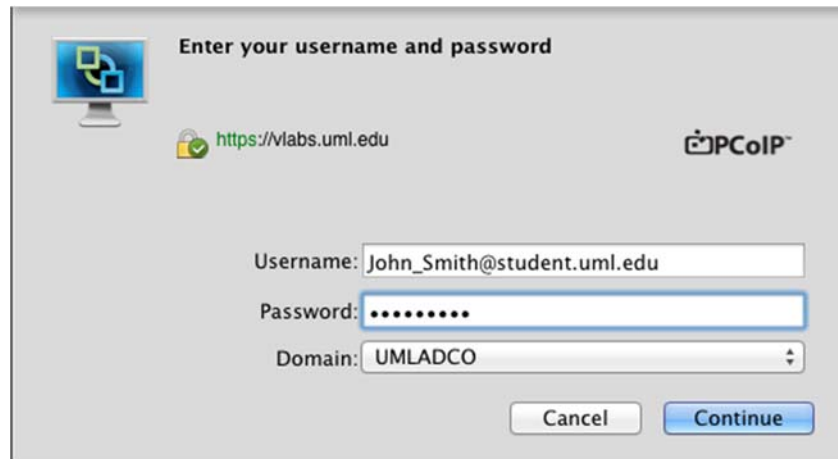 Enter your username and password
https://vlabs.uml.edu
PCoIP™
Username: John_Smith@student.uml.edu
Password: •••••••••
Domain: UMLADCO
Cancel Continue